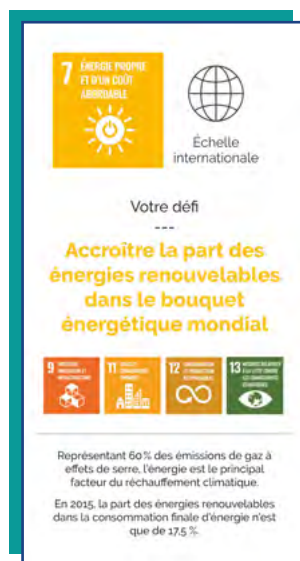 7 ÉNERGIE PROPRE
ET D'UN COÛT
ABORDABLE
Échelle
internationale
Votre défi
---
Accroître la part des
énergies renouvelables
dans le bouquet
énergétique mondial
9
11
12
13
Représentant 60% des émissions de gaz à
effets de serre, l'énergie est le principal
facteur du réchauffement climatique.
En 2015, la part des énergies renouvelables
dans la consommation finale d'énergie n'est
que de 17,5 %.